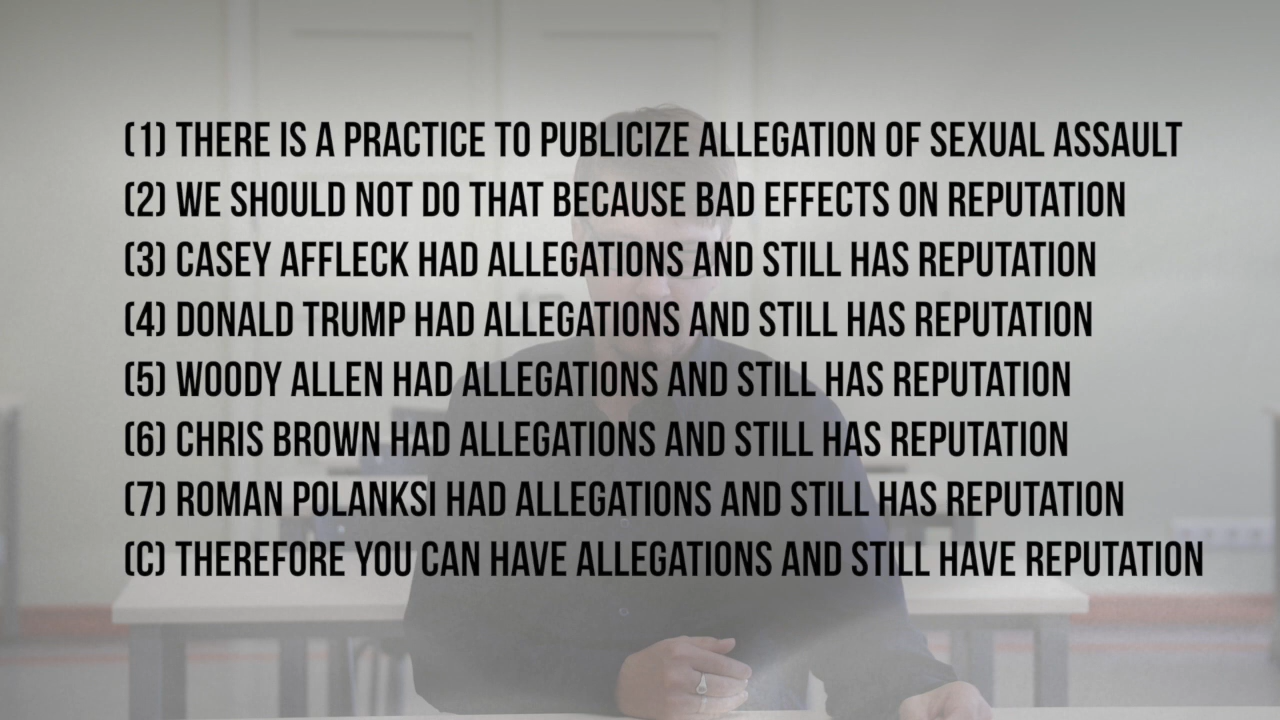 (1) THERE IS A PRACTICE TO PUBLICIZE ALLEGATION OF SEXUAL ASSAULT
(2) WE SHOULD NOT DO THAT BECAUSE BAD EFFECTS ON REPUTATION
(3) CASEY AFFLECK HAD ALLEGATIONS AND STILL HAS REPUTATION
(4) DONALD TRUMP HAD ALLEGATIONS AND STILL HAS REPUTATION
(5) WOODY ALLEN HAD ALLEGATIONS AND STILL HAS REPUTATION
(6) CHRIS BROWN HAD ALLEGATIONS AND STILL HAS REPUTATION
(7) ROMAN POLANKSI HAD ALLEGATIONS AND STILL HAS REPUTATION
(C) THEREFORE YOU CAN HAVE ALLEGATIONS AND STILL HAVE REPUTATION